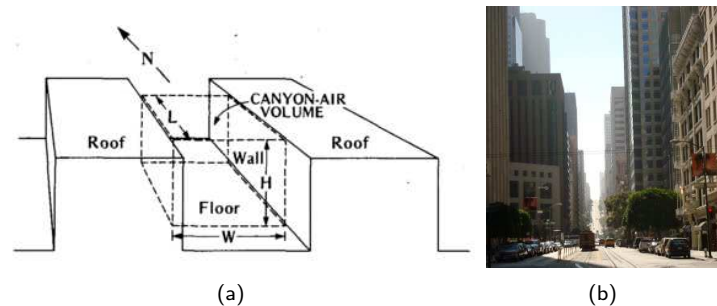 N
L
CANYON-AIR
VOLUME
Roof
Wall
Roof
H
Floor
W
(a)
(b)